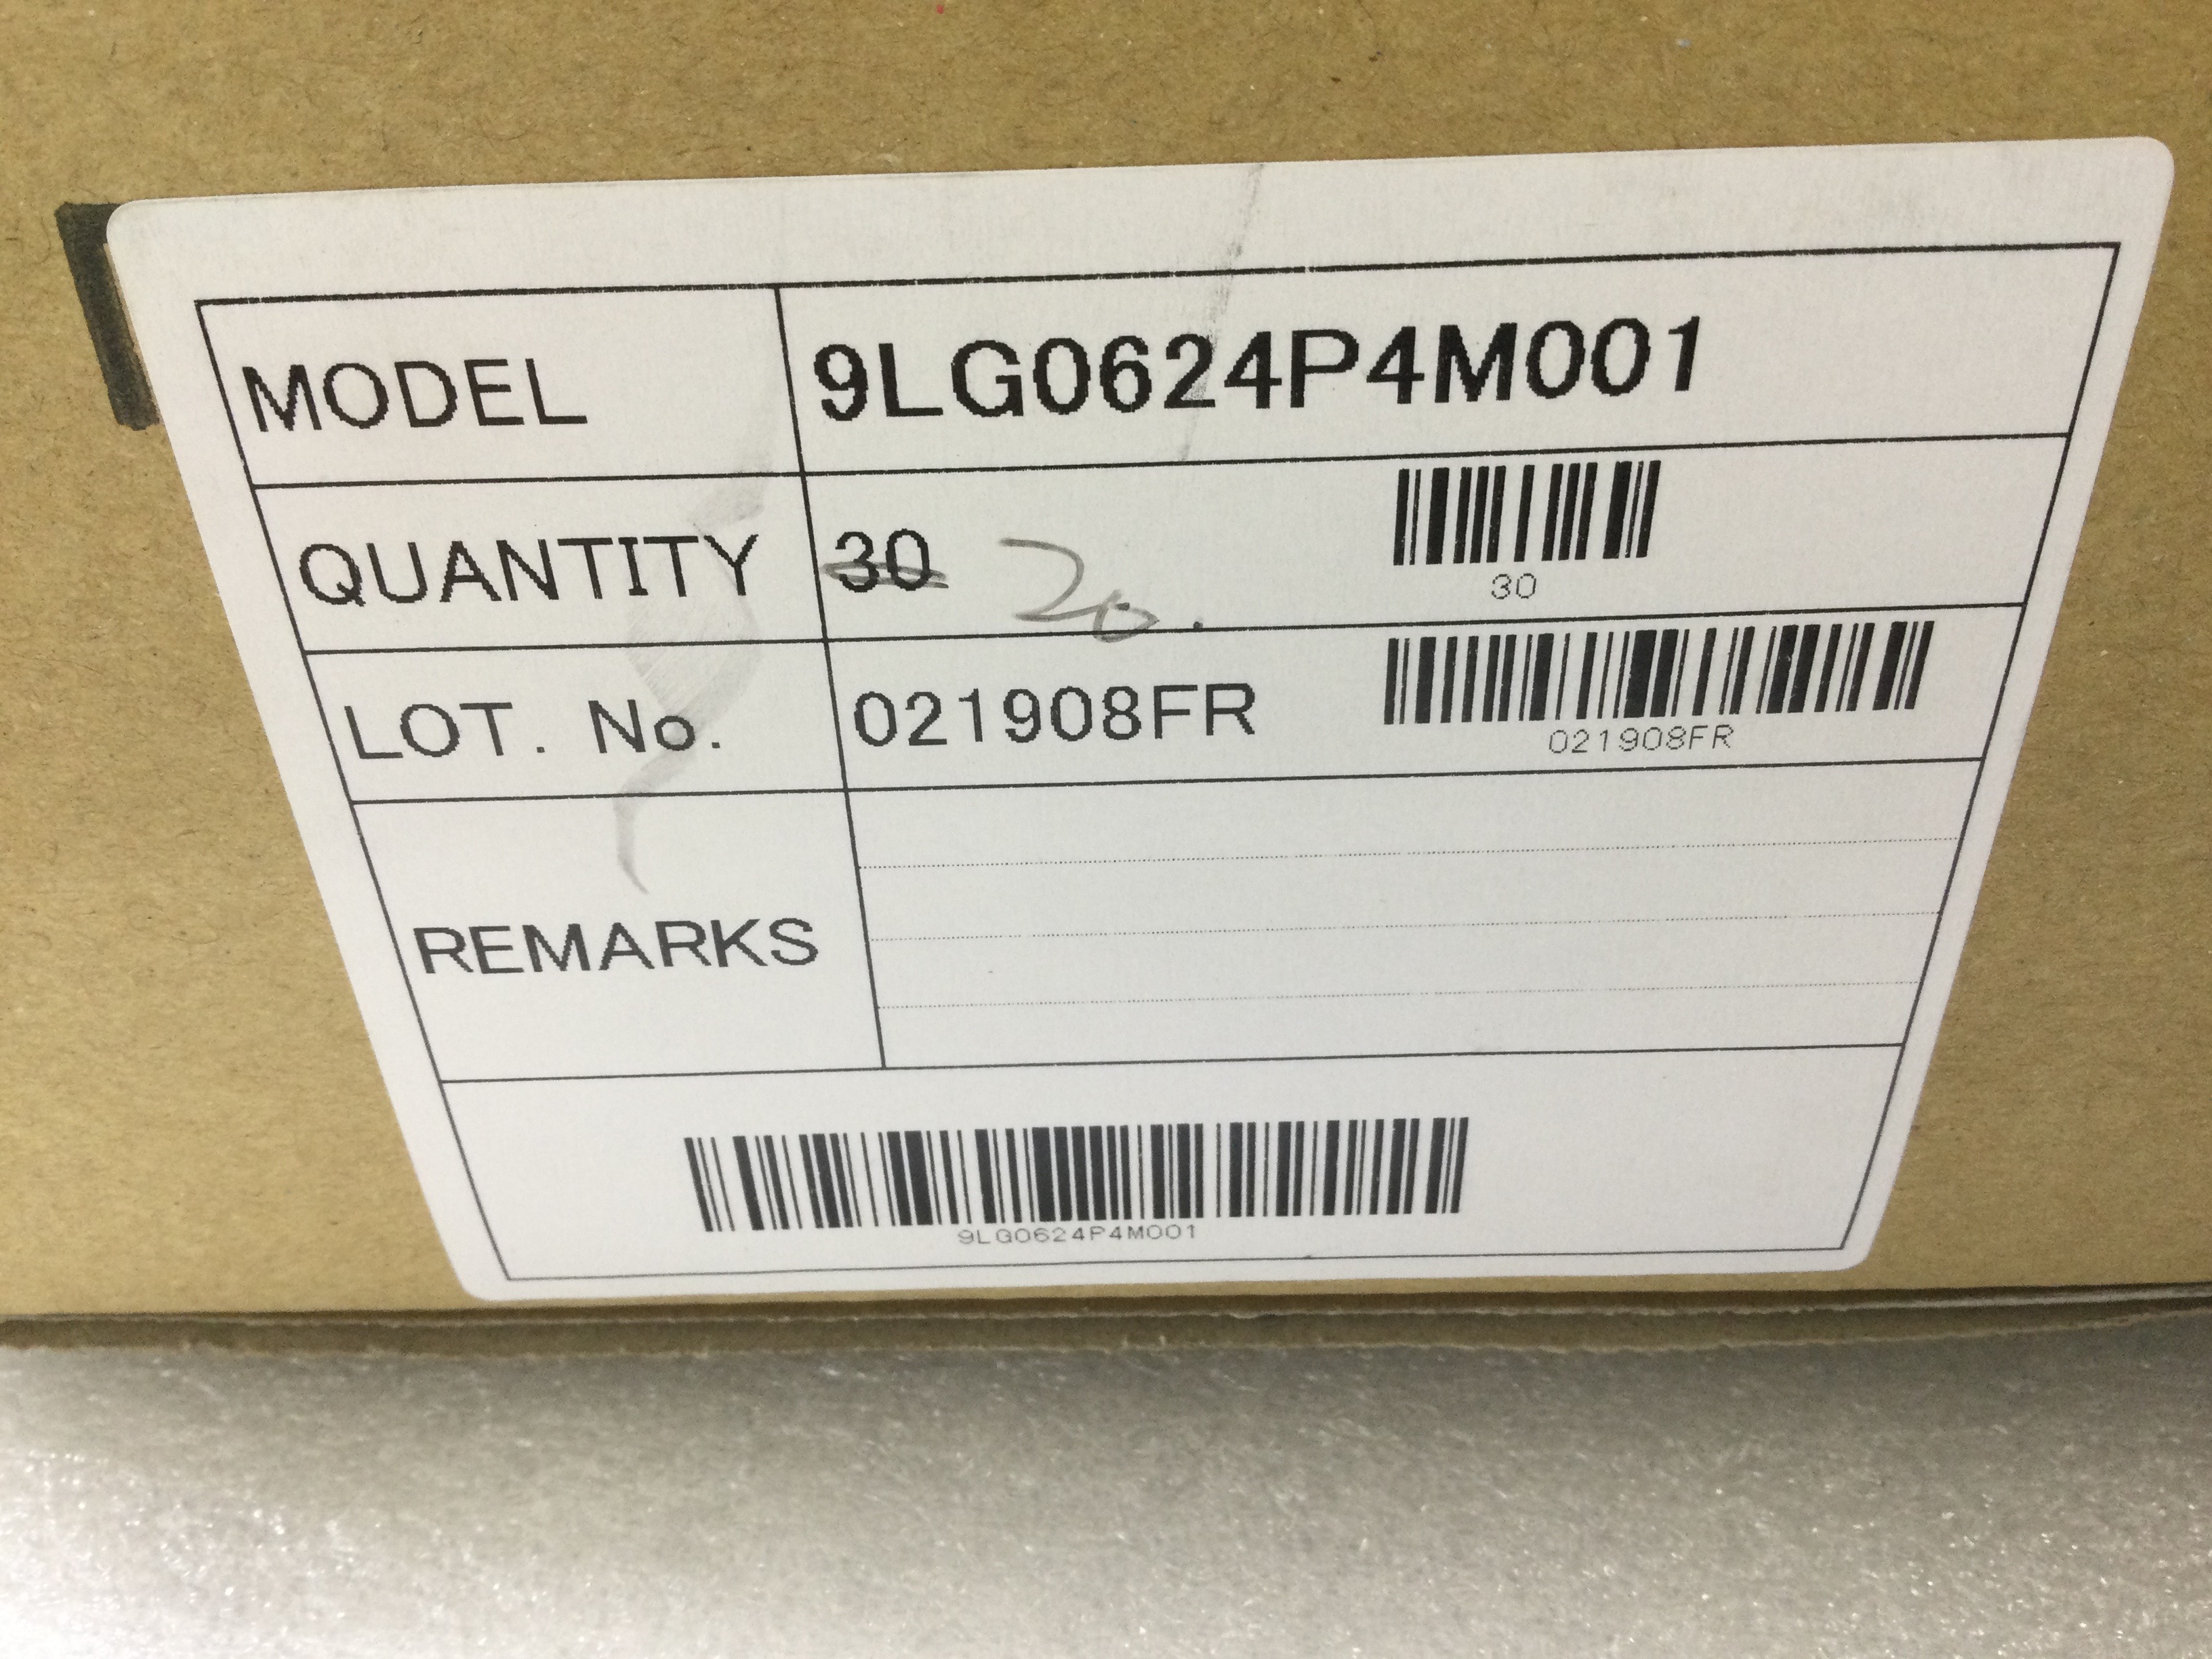 MODEL 9LG0624P4M001
QUANTITY 30 20.
30
LOT. No. 021908FR
021908FR
REMARKS
9LG0624P4M001